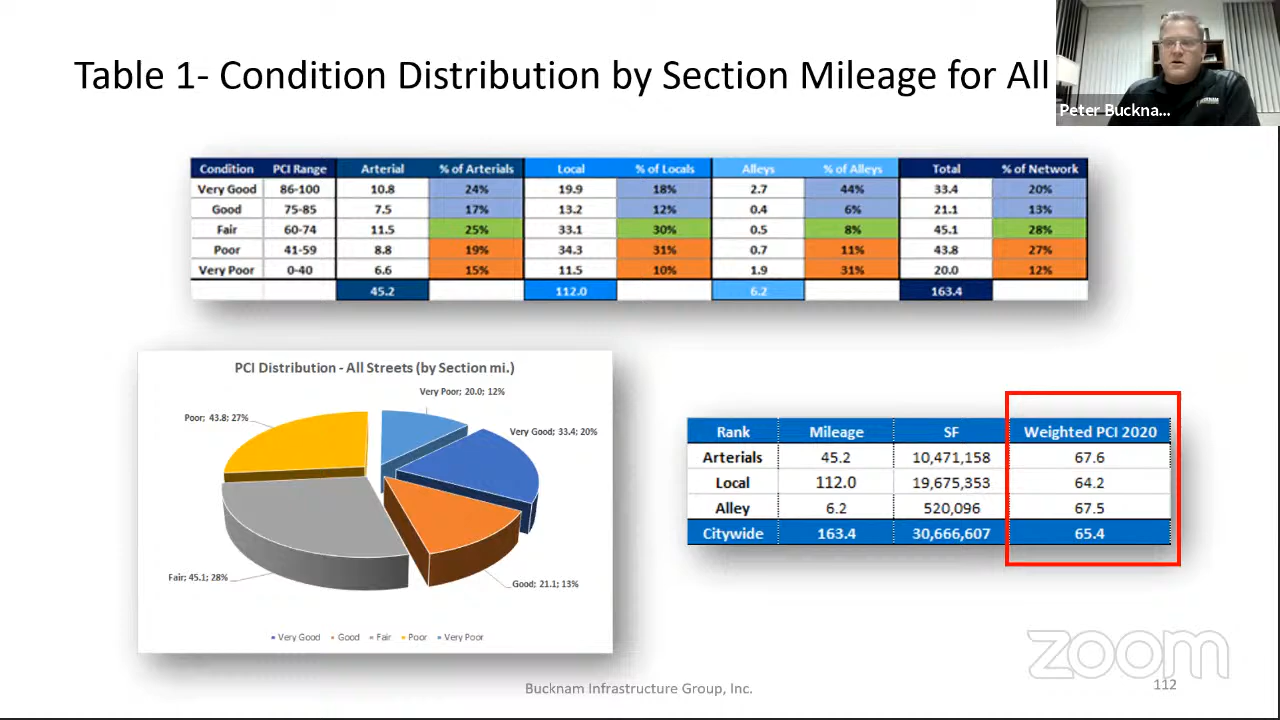 Table 1- Condition Distribution by Section Mileage for All
Peter Buckna...
Condition PCI Range Arterial % of Arterials Local % of Locals Alleys % of Alleys Total % of Network
Very Good 86-100 10.8 24% 19.9 18% 2.7 44% 33.4 20%
Good 75-85 7.5 17% 13.2 12% 0.4 6% 21.1 13%
Fair 60-74 11.5 25% 33.1 30% 0.5 8% 45.1 28%
Poor 41-59 8.8 19% 34.3 31% 0.7 11% 43.8 27%
Very Poor 0-40 6.6 15% 11.5 10% 1.9 31% 20.0 12%
45.2 112.0 6.2 163.4
PCI Distribution - All Streets (by Section mi.)
Very Poor; 20.0; 12%
Poor; 43.8; 27%
Very Good; 33.4; 20%
Fair; 45.1; 28%
Good; 21.1; 13%
Very Good Good Fair Poor Very Poor
Rank Mileage SF Weighted PCI 2020
Arterials 45.2 10,471,158 67.6
Local 112.0 19,675,353 64.2
Alley 6.2 520,096 67.5
Citywide 163.4 30,666,607 65.4
zoom
Bucknam Infrastructure Group, Inc.
112